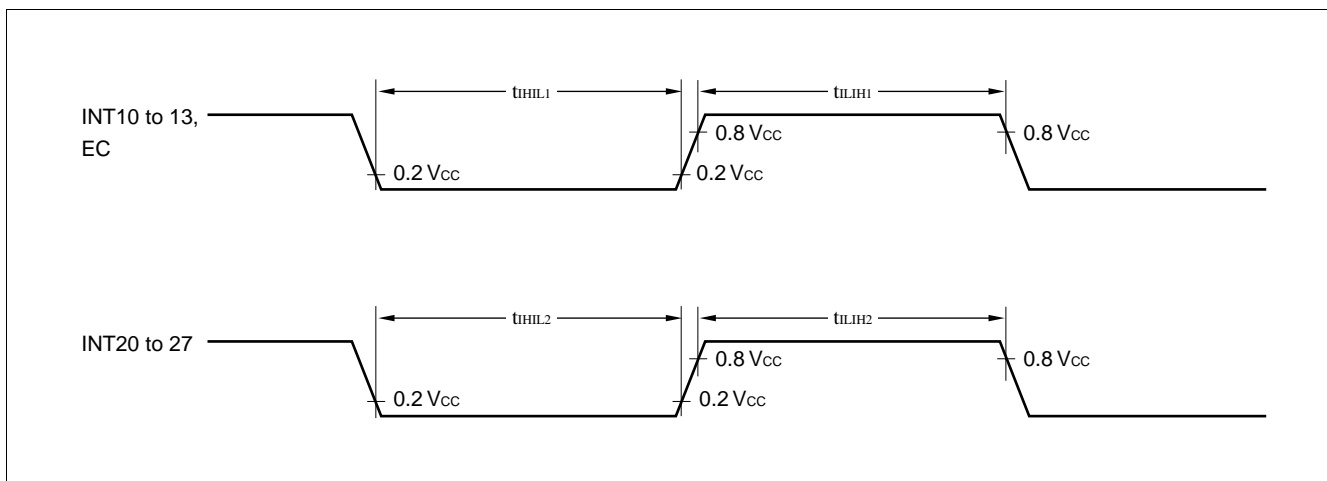 tIHIL1 tILIH1
INT10 to 13,
EC
0.8 VCC 0.8 VCC
0.2 VCC 0.2 VCC
tIHIL2 tILIH2
INT20 to 27
0.8 VCC 0.8 VCC
0.2 VCC 0.2 VCC